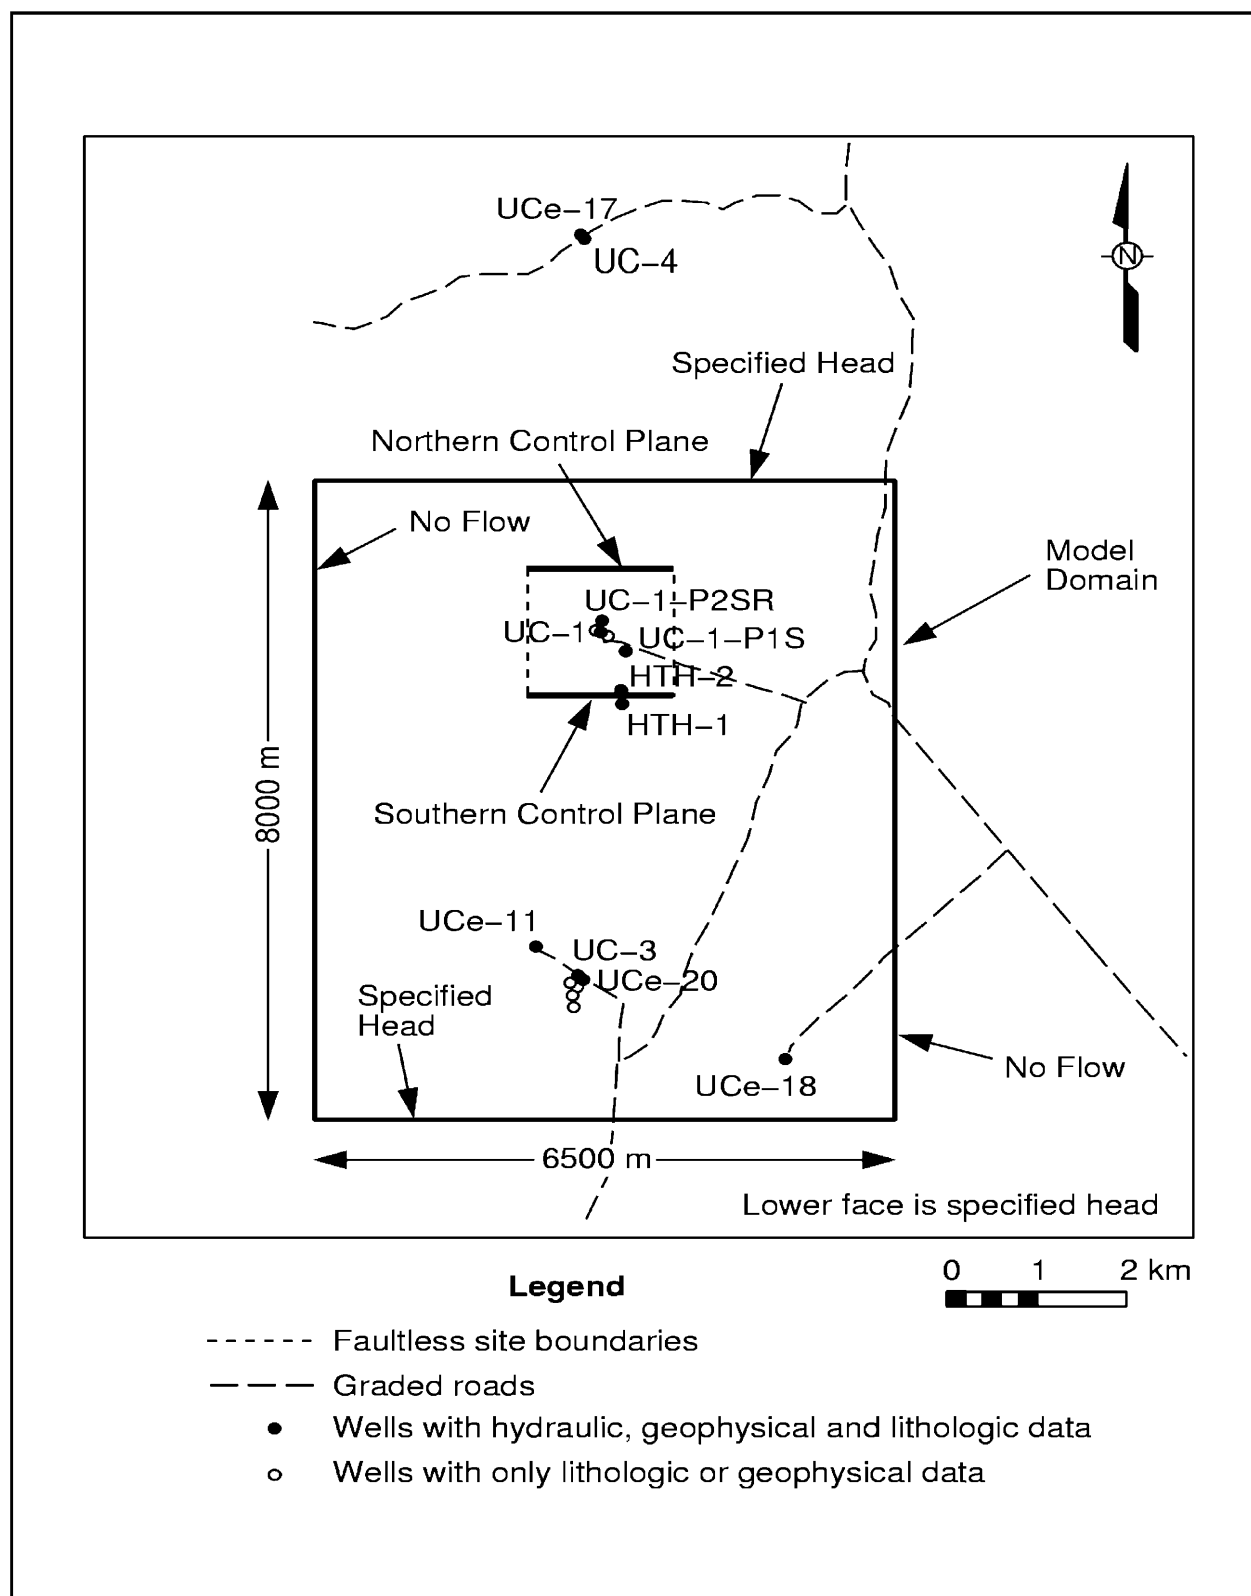 UCe−17
UC−4
N
Specified Head
Northern Control Plane
No Flow
Model
Domain
UC−1−P2SR
UC−1
UC−1−P1S
HTH−2
HTH−1
8000 m
Southern Control Plane
UCe−11
UC−3
UCe−20
Specified
Head
No Flow
UCe−18
6500 m
Lower face is specified head
0 1 2 km
Legend
Faultless site boundaries
Graded roads
Wells with hydraulic, geophysical and lithologic data
Wells with only lithologic or geophysical data